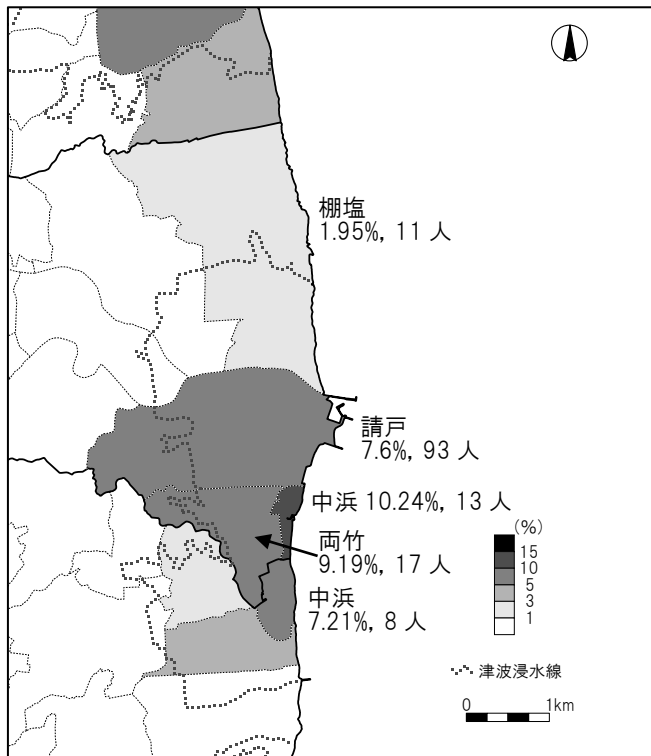 棚塩
1.95%, 11 人
請戸
7.6%, 93 人
中浜 10.24%, 13 人
両竹
9.19%, 17 人
中浜
7.21%, 8 人
(%)
15
10
5
3
1
津波浸水線
0 1km